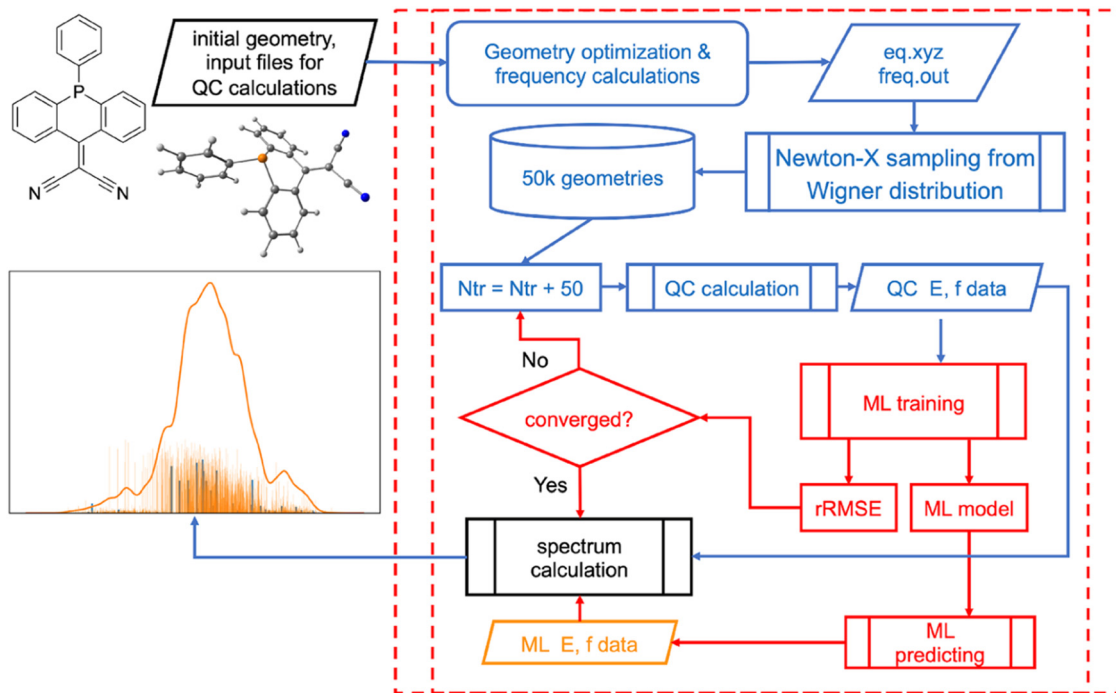 P
N
N
initial geometry,
input files for
QC calculations
Geometry optimization &
frequency calculations
eq.xyz
freq.out
Newton-X sampling from
Wigner distribution
50k geometries
Ntr = Ntr + 50
QC calculation
QC E, f data
No
converged?
Yes
ML training
rRMSE
ML model
spectrum
calculation
ML E, f data
ML
predicting